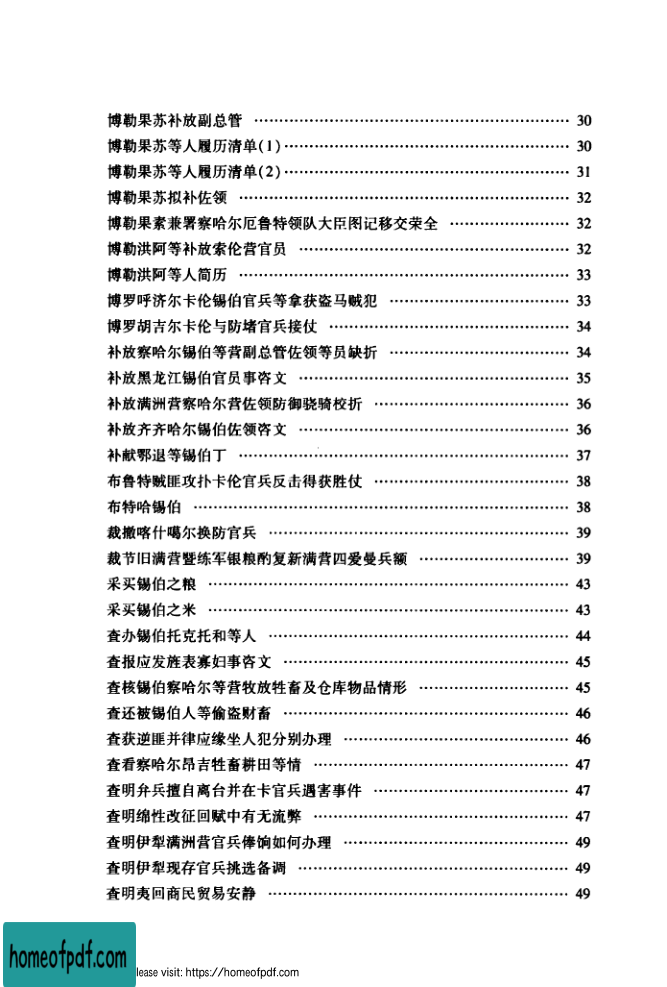 博勒果苏补放副总管 …… 30
博勒果苏等人履历清单(1) …… 30
博勒果苏等人履历清单(2) …… 31
博勒果苏拟补佐领 …… 32
博勒果素兼署察哈尔厄鲁特领队大臣图记移交荣全 …… 32
博勒洪阿等补放索伦营官员 …… 32
博勒洪阿等人简历 …… 33
博罗呼济尔卡伦锡伯官兵等拿获盗马贼犯 …… 33
博罗胡吉尔卡伦与防堵官兵接仗 …… 34
补放察哈尔锡伯等营副总管佐领等员缺折 …… 34
补放黑龙江锡伯官员事咨文 …… 35
补放满洲营察哈尔营佐领防御骁骑校折 …… 36
补放齐齐哈尔锡伯佐领咨文 …… 36
补献鄂退等锡伯丁 …… 37
布鲁特贼匪攻扑卡伦官兵反击得获胜仗 …… 38
布特哈锡伯 …… 38
裁撤喀什噶尔换防官兵 …… 39
裁节旧满营暨练军银粮酌复新满营四爱曼兵额 …… 39
采买锡伯之粮 …… 43
采买锡伯之米 …… 43
查办锡伯托克托和等人 …… 44
查报应发旌表寡妇事咨文 …… 45
查核锡伯察哈尔等营牧放牲畜及仓库物品情形 …… 45
查还被锡伯人等偷盗财畜 …… 46
查获逆匪并律应缘坐人犯分别办理 …… 46
查看察哈尔昂吉牲畜耕田等情 …… 47
查明弁兵擅自离台并在卡官兵遇害事件 …… 47
查明绵性改征回赋中有无流弊 …… 47
查明伊犁满洲营官兵俸饷如何办理 …… 49
查明伊犁现存官兵挑选备调 …… 49
查明夷回商民贸易安静 …… 49
homeofpdf.com
lease visit: https://homeofpdf.com